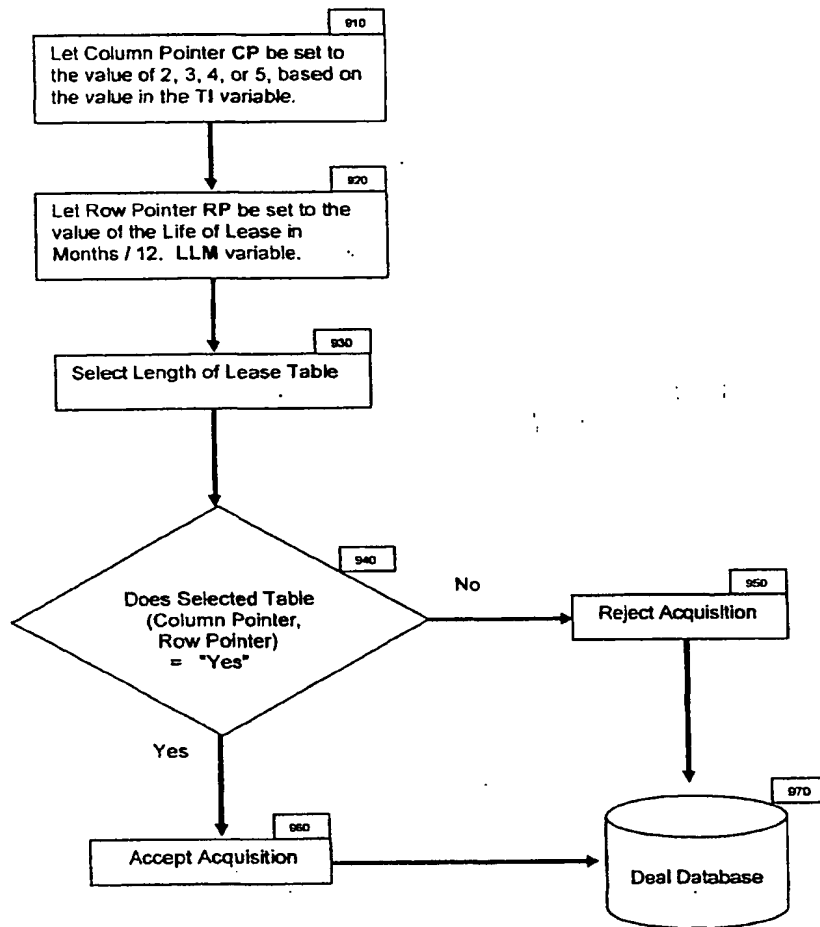 910
Let Column Pointer CP be set to
the value of 2, 3, 4, or 5, based on
the value in the TI variable.
920
Let Row Pointer RP be set to the
value of the Life of Lease in
Months / 12. LLM variable.
930
Select Length of Lease Table
940
Does Selected Table
(Column Pointer,
Row Pointer)
= "Yes"
No
950
Reject Acquisition
Yes
960
Accept Acquisition
970
Deal Database